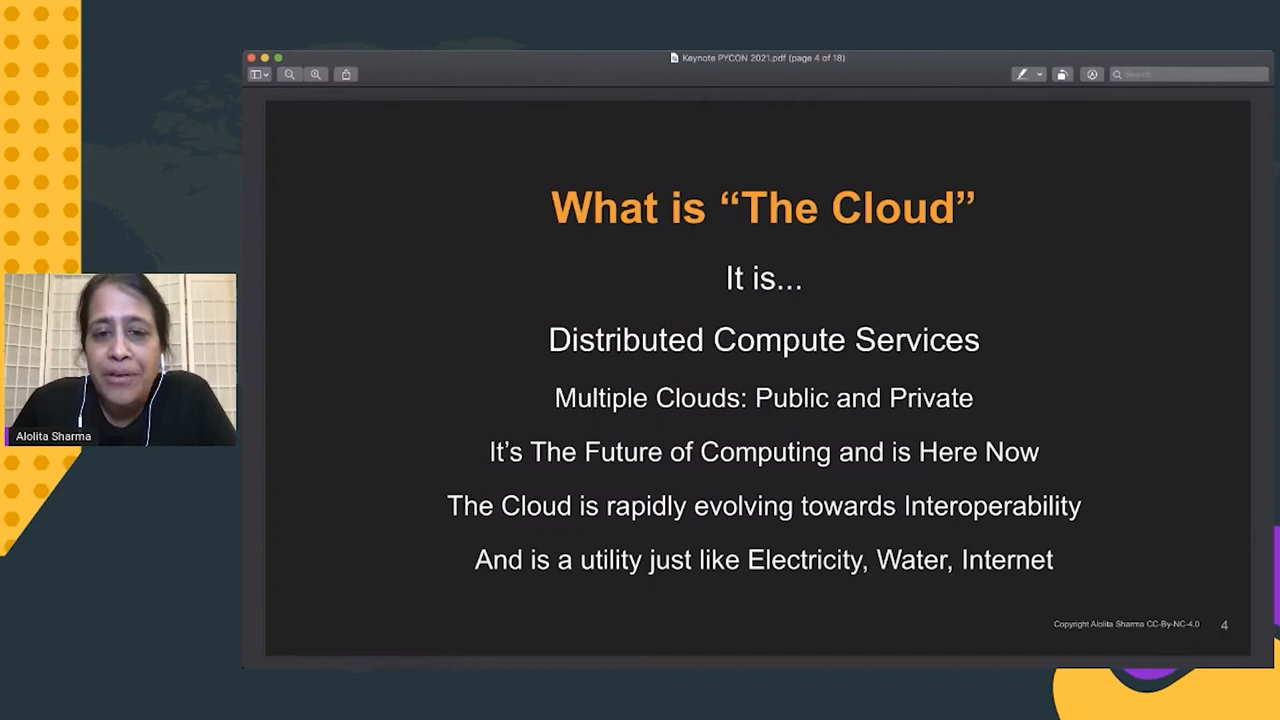 Keynote PYCON 2021.pdf (page 4 of 18)
Search
What is “The Cloud”
It is...
Distributed Compute Services
Multiple Clouds: Public and Private
It’s The Future of Computing and is Here Now
The Cloud is rapidly evolving towards Interoperability
And is a utility just like Electricity, Water, Internet
Copyright Alolita Sharma CC-By-NC-4.0 4
Alolita Sharma